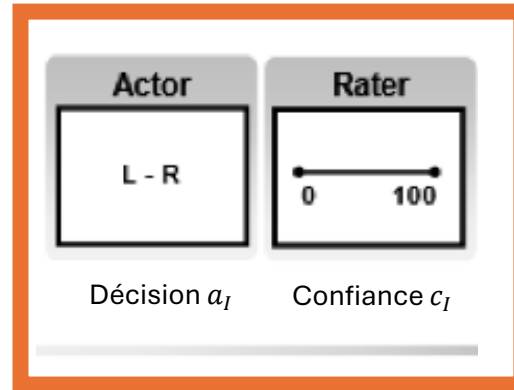 Actor
Rater
L - R
0 100
Décision a_I
Confiance c_I